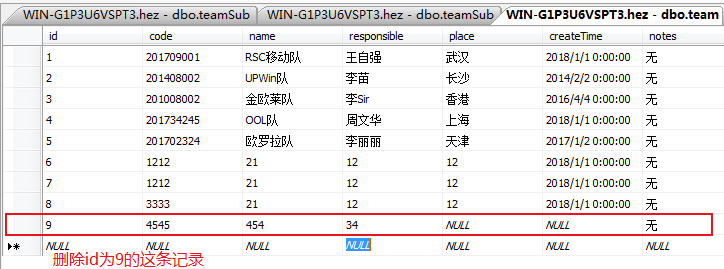 WIN-G1P3U6VSPT3.hez - dbo.teamSub WIN-G1P3U6VSPT3.hez - dbo.teamSub WIN-G1P3U6VSPT3.hez - dbo.team
id code name responsible place createTime notes
1 201709001 RSC移动队 王自强 武汉 2018/1/1 0:00:00 无
2 201408002 UPWin队 李苗 长沙 2014/2/2 0:00:00 无
3 201008002 金欧莱队 李Sir 香港 2016/4/4 0:00:00 无
4 201734245 OOL队 周文华 上海 2018/1/1 0:00:00 无
5 201702324 欧罗拉队 李丽丽 天津 2017/1/2 0:00:00 无
6 1212 21 12 12 2018/1/1 0:00:00 无
7 1212 21 12 12 2018/1/1 0:00:00 无
8 3333 21 12 12 2018/1/1 0:00:00 无
9 4545 454 34 NULL NULL 无
NULL NULL NULL NULL NULL NULL NULL
删除id为9的这条记录